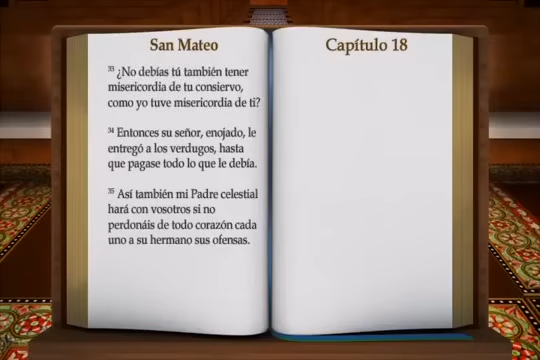 San Mateo
Capítulo 18
³³ ¿No debías tú también tener
misericordia de tu consiervo,
como yo tuve misericordia de ti?
³⁴ Entonces su señor, enojado, le
entregó a los verdugos, hasta
que pagase todo lo que le debía.
³⁵ Así también mi Padre celestial
hará con vosotros si no
perdonáis de todo corazón cada
uno a su hermano sus ofensas.